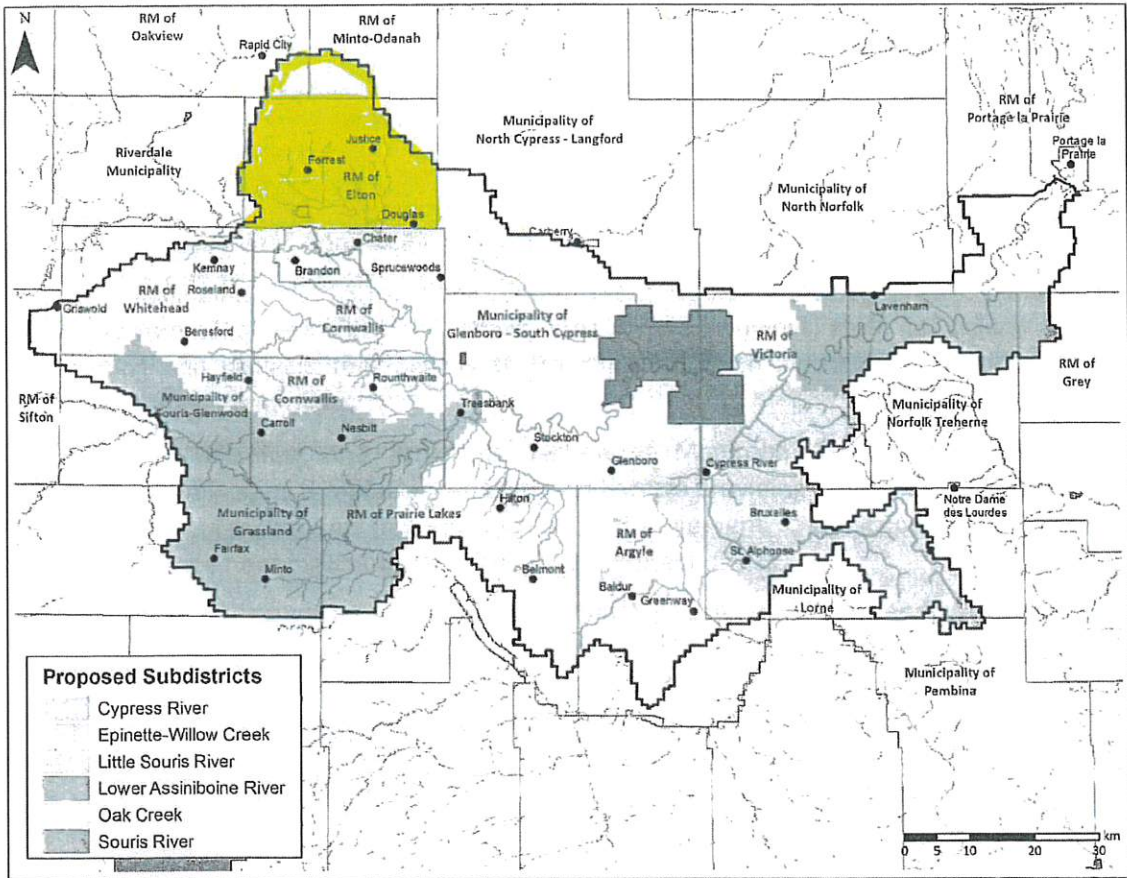 N
RM of
Oakview
RM of
Minto-Odanah
Rapid City
RM of
Portage la Prairie
Portage la
Prairie
Municipality of
North Cypress - Langford
Justice
Riverdale
Municipality
Forrest
RM of
Elton
Municipality of
North Norfolk
Douglas
Carberry
Chater
Kemnay
Brandon
Sprucewoods
Roseland
RM of
Whitehead
Griswold
RM of
Cornwallis
Municipality of
Glenboro - South Cypress
Lavenham
RM of
Victoria
Beresford
RM of
Grey
Hayfield
RM of
Cornwallis
Rounthwaite
RM of
Sifton
Municipality of
Souris-Glenwood
Treesbank
Municipality of
Norfolk Treherne
Carroll
Nesbitt
Stockton
Glenboro
Cypress River
Notre Dame
des Lourdes
Hilton
Municipality of
Grassland
RM of Prairie Lakes
Bruxelles
RM of
Argyle
Fairfax
St. Alphonse
Minto
Belmont
Baldur
Greenway
Municipality of
Lorne
Municipality of
Pembina
Proposed Subdistricts
Cypress River
Epinette-Willow Creek
Little Souris River
Lower Assiniboine River
Oak Creek
Souris River
km
0 5 10 20 30